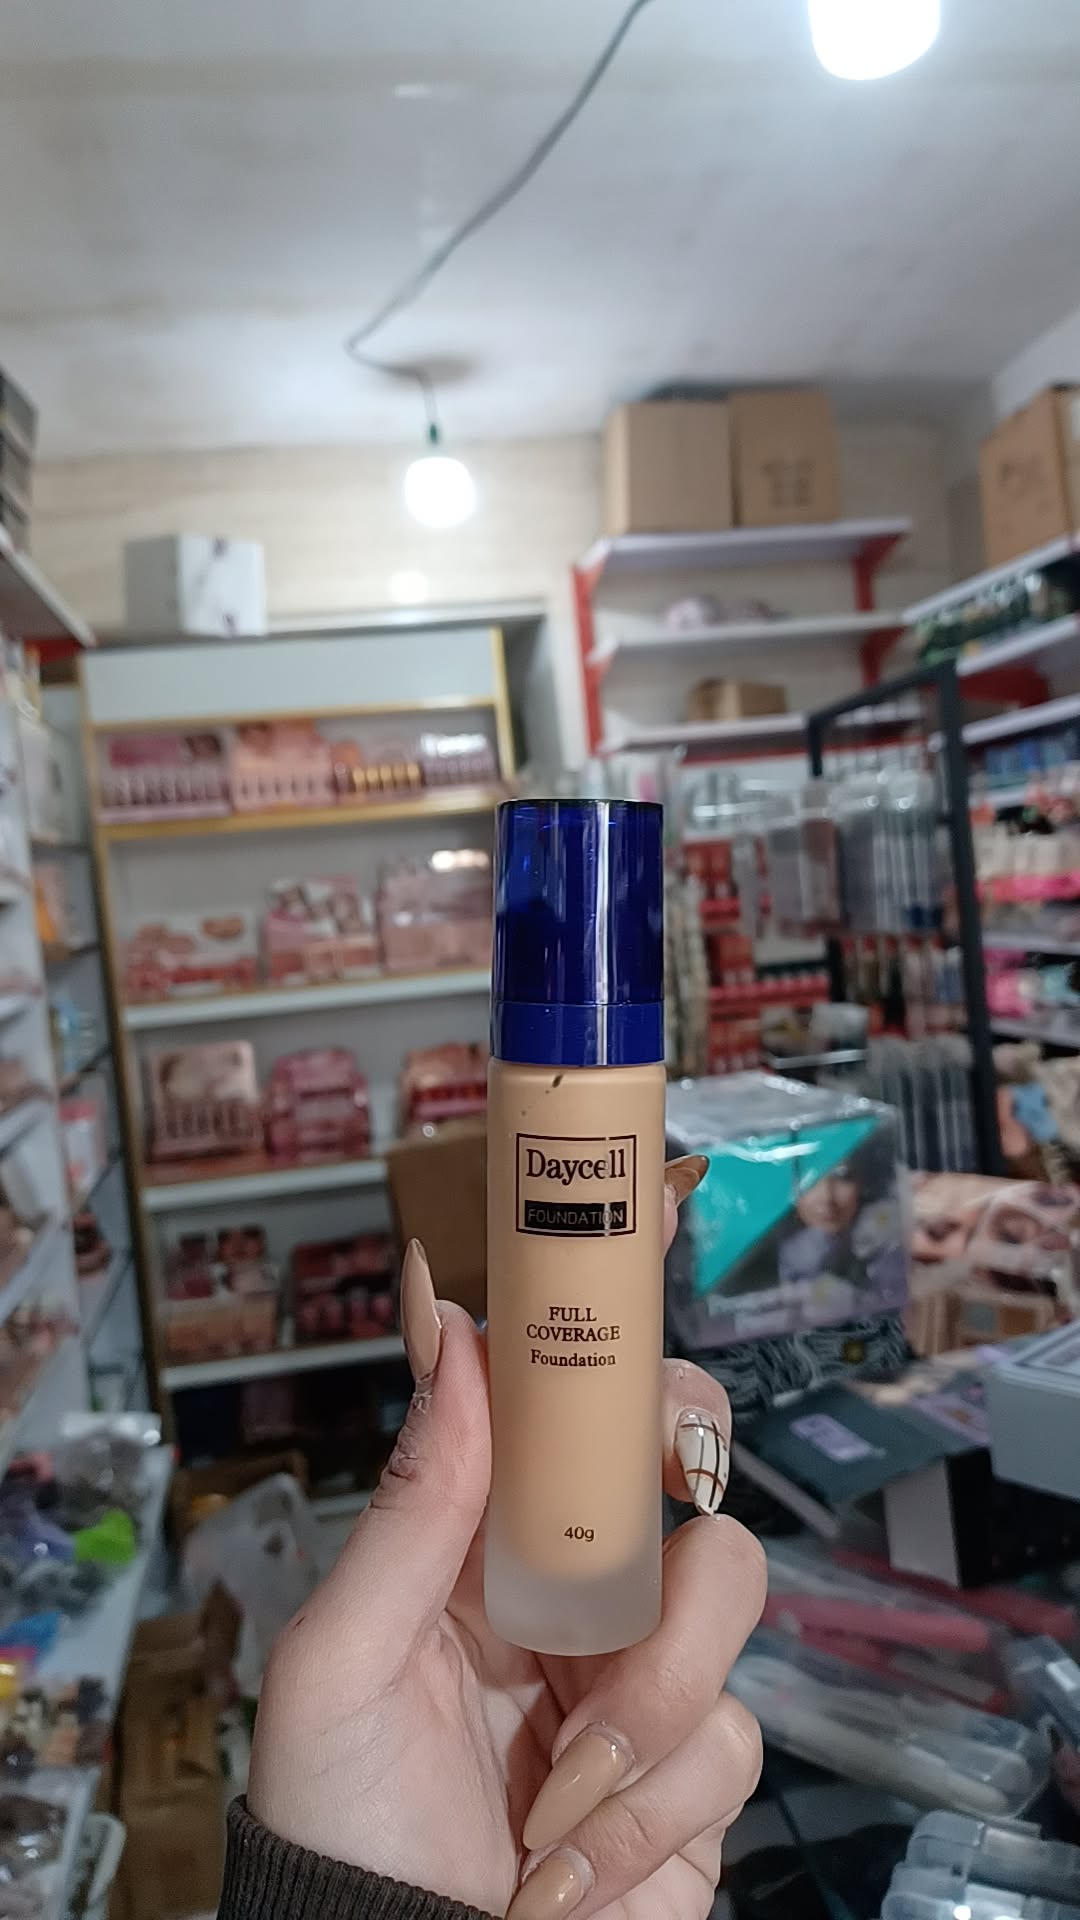 Daycell
FOUNDATION
FULL
COVERAGE
Foundation
40g